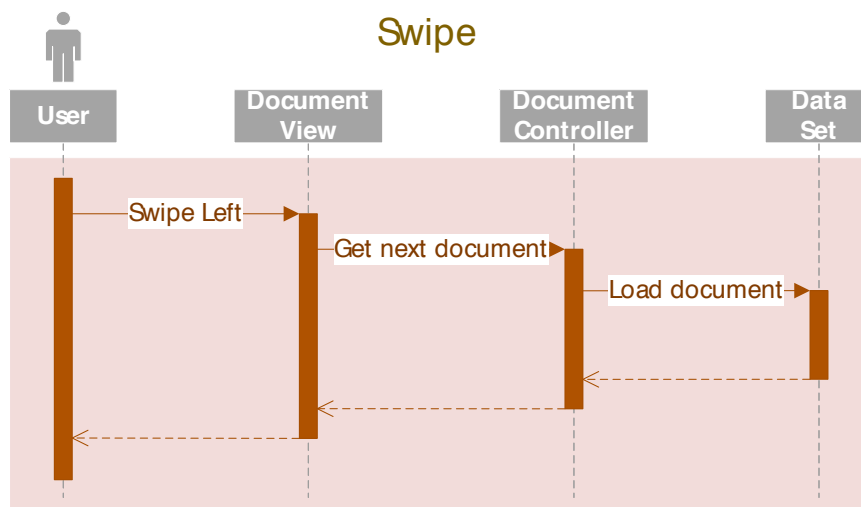 Swipe
User
Document
View
Document
Controller
Data
Set
Swipe Left
Get next document
Load document